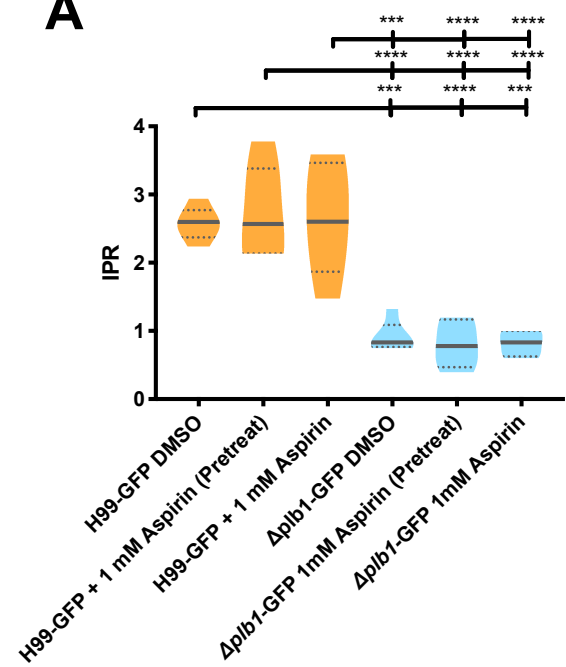 A
*** **** ****
**** **** ****
*** **** ***
4
3
2
1
0
IPR
H99-GFP DMSO
H99-GFP + 1 mM Aspirin (Pretreat)
H99-GFP + 1 mM Aspirin
Δplb1-GFP DMSO
Δplb1-GFP 1mM Aspirin (Pretreat)
Δplb1-GFP 1mM Aspirin